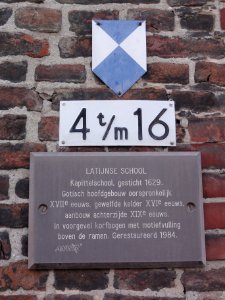 4 t/m 16
LATIJNSE SCHOOL
Kapittelschool, gesticht 1629.
Gotisch hoofdgebouw oorspronkelijk
XVIIe eeuws, gewelfde kelder XVIe eeuws,
aanbouw achterzijde XIXe eeuws.
In voorgevel korfbogen met motiefvulling
boven de ramen. Gerestaureerd 1984.